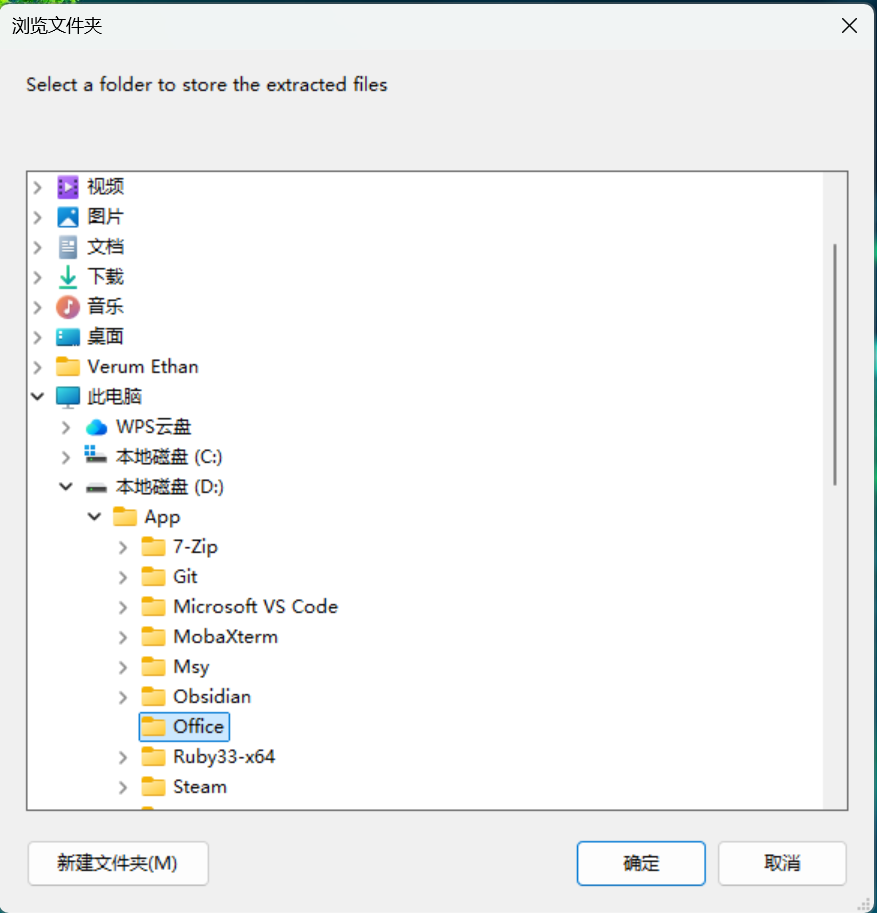 浏览文件夹
Select a folder to store the extracted files
视频
图片
文档
下载
音乐
桌面
Verum Ethan
此电脑
WPS云盘
本地磁盘 (C:)
本地磁盘 (D:)
App
7-Zip
Git
Microsoft VS Code
MobaXterm
Msy
Obsidian
Office
Ruby33-x64
Steam
新建文件夹(M)
确定
取消